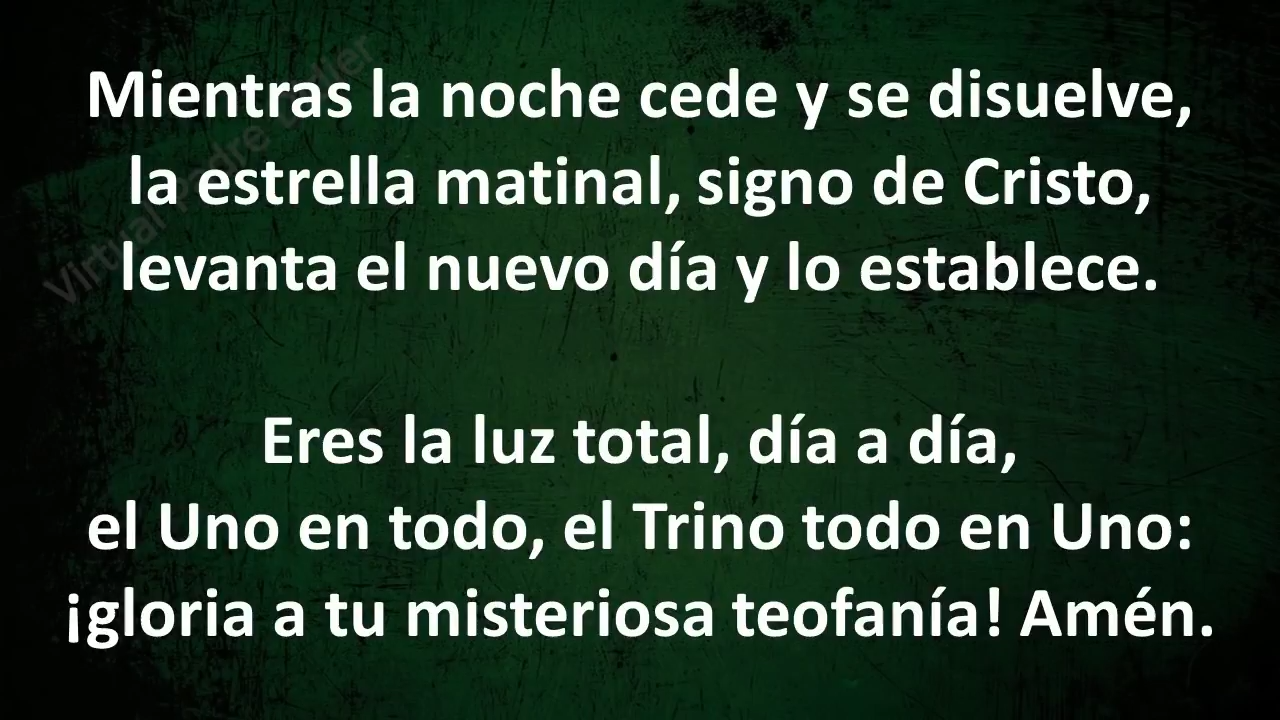 Mientras la noche cede y se disuelve,
la estrella matinal, signo de Cristo,
levanta el nuevo día y lo establece.
Eres la luz total, día a día,
el Uno en todo, el Trino todo en Uno:
¡gloria a tu misteriosa teofanía! Amén.